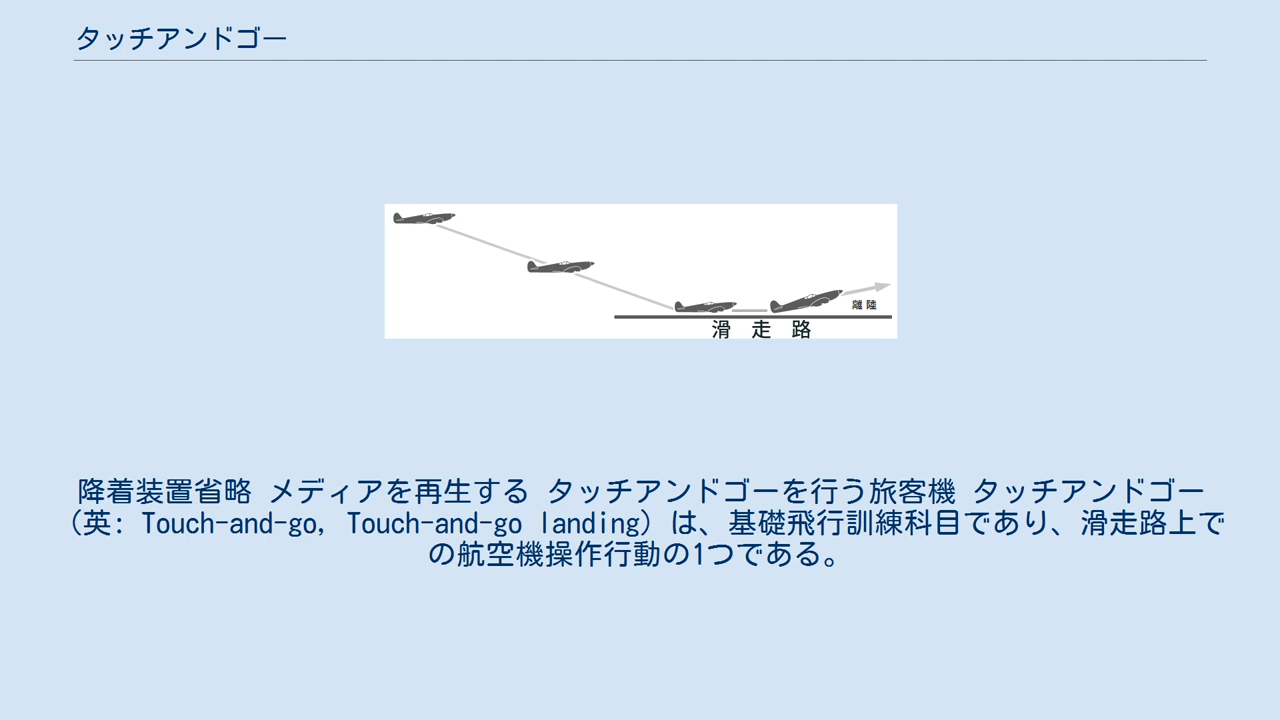 タッチアンドゴー
離陸
滑走路
降着装置省略 メディアを再生する タッチアンドゴーを行う旅客機 タッチアンドゴー
(英: Touch-and-go, Touch-and-go landing) は、基礎飛行訓練科目であり、滑走路上で
の航空機操作行動の1つである。